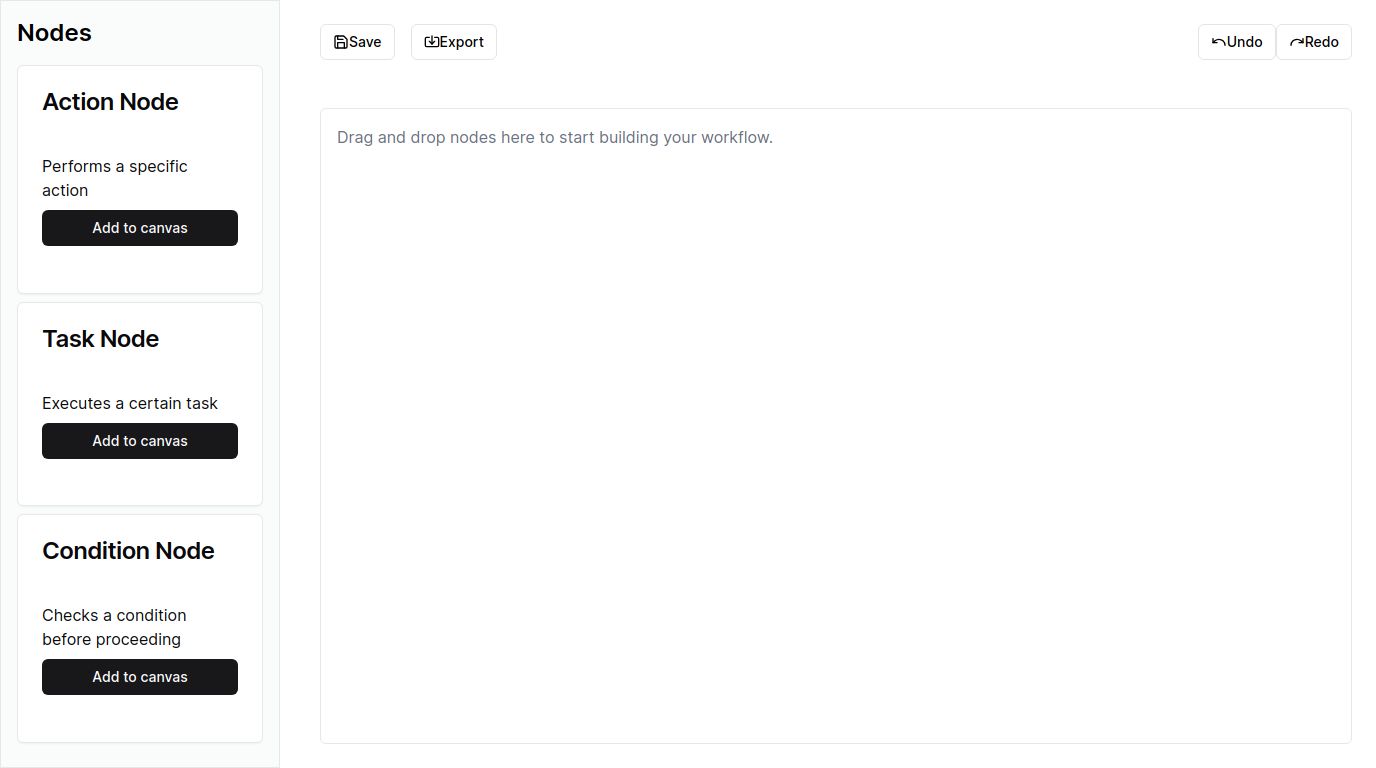 Nodes
Action Node
Performs a specific
action
Add to canvas
Task Node
Executes a certain task
Add to canvas
Condition Node
Checks a condition
before proceeding
Add to canvas
Save
Export
Undo
Redo
Drag and drop nodes here to start building your workflow.